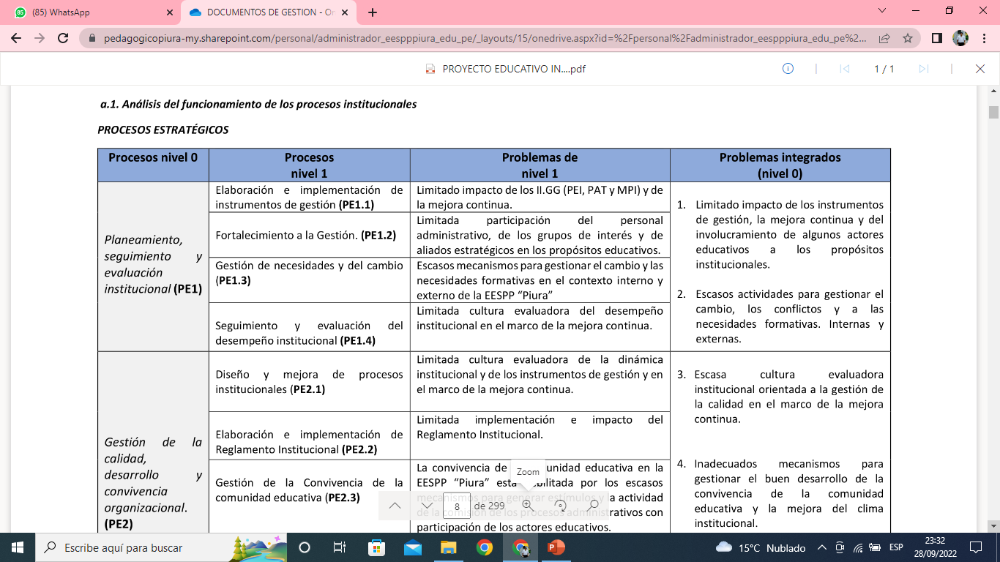 (85) WhatsApp
DOCUMENTOS DE GESTION - On
pedagogicopiura-my.sharepoint.com/personal/administrador_eespppiura_edu_pe/_layouts/15/onedrive.aspx?id=%2Fpersonal%2Fadministrador_eespppiura_edu_pe%2...
PROYECTO EDUCATIVO IN....pdf
1 / 1
a.1. Análisis del funcionamiento de los procesos institucionales
PROCESOS ESTRATÉGICOS
Procesos nivel 0
Procesos
nivel 1
Problemas de
nivel 1
Problemas integrados
(nivel 0)
Planeamiento,
seguimiento y
evaluación
institucional (PE1)
Elaboración e implementación de
instrumentos de gestión (PE1.1)
Limitado impacto de los II.GG (PEI, PAT y MPI) y de
la mejora continua.
Fortalecimiento a la Gestión. (PE1.2)
Limitada participación del personal
administrativo, de los grupos de interés y de
aliados estratégicos en los propósitos educativos.
Gestión de necesidades y del cambio
(PE1.3)
Escasos mecanismos para gestionar el cambio y las
necesidades formativas en el contexto interno y
externo de la EESPP “Piura”
Seguimiento y evaluación del
desempeño institucional (PE1.4)
Limitada cultura evaluadora del desempeño
institucional en el marco de la mejora continua.
1. Limitado impacto de los instrumentos
de gestión, la mejora continua y del
involucramiento de algunos actores
educativos a los propósitos
institucionales.
2. Escasos actividades para gestionar el
cambio, los conflictos y a las
necesidades formativas. Internas y
externas.
Gestión de la
calidad,
desarrollo y
convivencia
organizacional.
(PE2)
Diseño y mejora de procesos
institucionales (PE2.1)
Limitada cultura evaluadora de la dinámica
institucional y de los instrumentos de gestión y en
el marco de la mejora continua.
Elaboración e implementación de
Reglamento Institucional (PE2.2)
Limitada implementación e impacto del
Reglamento Institucional.
Gestión de la Convivencia de la
comunidad educativa (PE2.3)
La convivencia de unidad educativa en la
EESPP “Piura” está bilitada por los escasos
mecanismos para generar estímulos y la actividad
de la comisión de los procesos administrativos con
participación de los actores educativos.
3. Escasa cultura evaluadora
institucional orientada a la gestión de
la calidad en el marco de la mejora
continua.
4. Inadecuados mecanismos para
gestionar el buen desarrollo de la
convivencia de la comunidad
educativa y la mejora del clima
institucional.
Zoom
8 de 299
Escribe aquí para buscar
15°C Nublado
ESP
23:32
28/09/2022